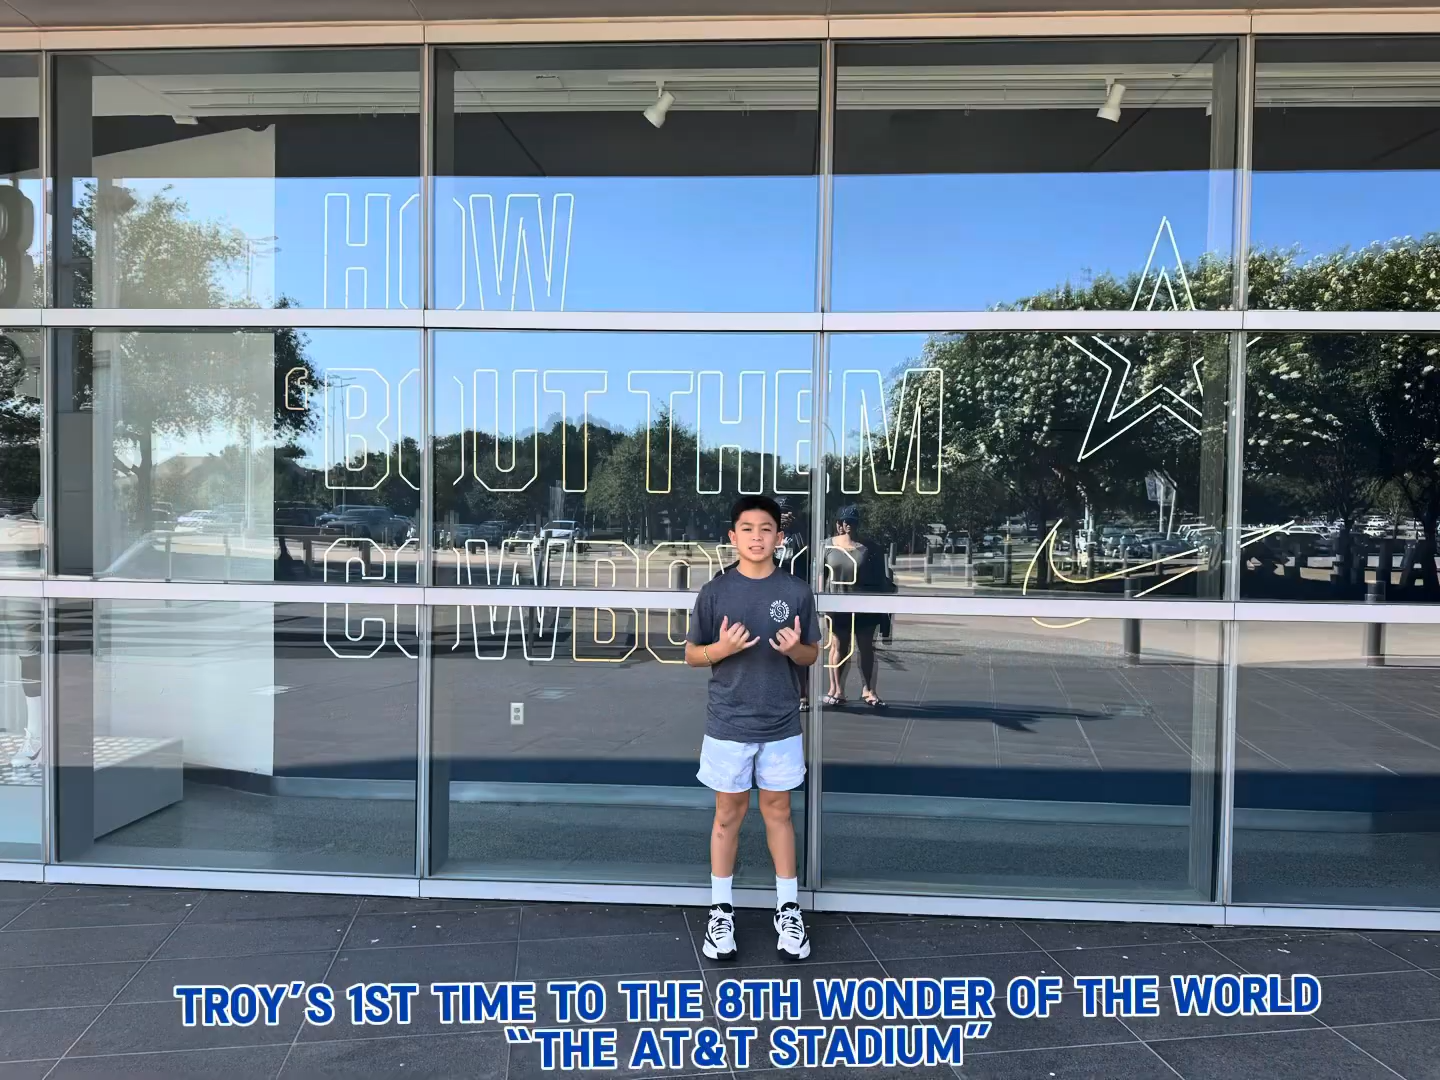 HOW
'BOUT THEM
COWBOYS
TROY'S 1ST TIME TO THE 8TH WONDER OF THE WORLD
"THE AT&T STADIUM"